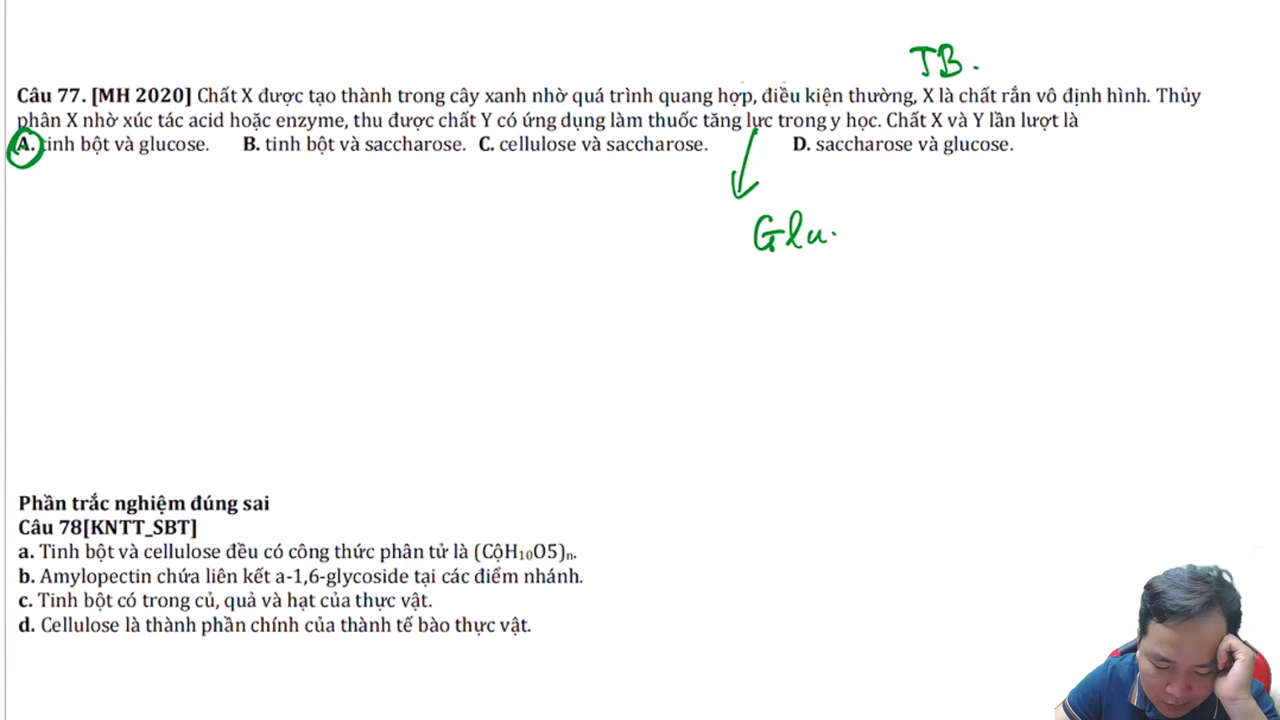 TB.
Câu 77. [MH 2020] Chất X được tạo thành trong cây xanh nhờ quá trình quang hợp, điều kiện thường, X là chất rắn vô định hình. Thủy
phân X nhờ xúc tác acid hoặc enzyme, thu được chất Y có ứng dụng làm thuốc tăng lực trong y học. Chất X và Y lần lượt là
A. tinh bột và glucose. B. tinh bột và saccharose. C. cellulose và saccharose. D. saccharose và glucose.
Glu.
Phần trắc nghiệm đúng sai
Câu 78[KNTT_SBT]
a. Tinh bột và cellulose đều có công thức phân tử là (CộH₁₀O5)ₙ.
b. Amylopectin chứa liên kết a-1,6-glycoside tại các điểm nhánh.
c. Tinh bột có trong củ, quả và hạt của thực vật.
d. Cellulose là thành phần chính của thành tế bào thực vật.